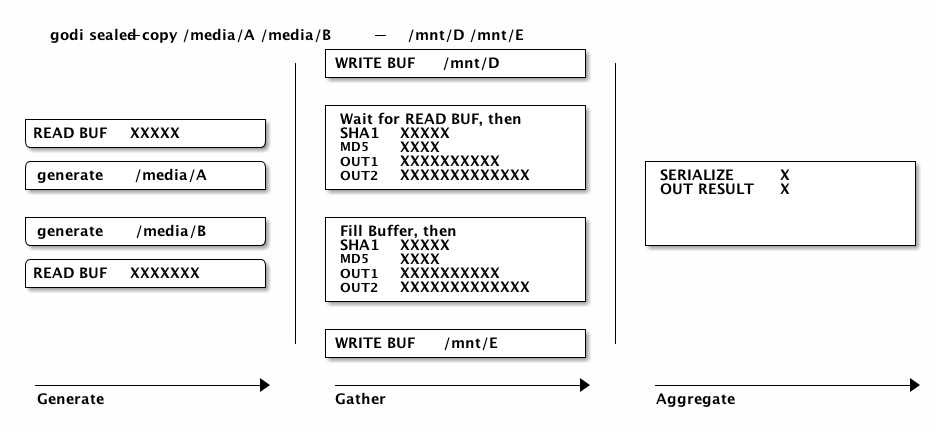 godi sealed-copy /media/A /media/B — /mnt/D /mnt/E
READ BUF XXXXX
generate /media/A
generate /media/B
READ BUF XXXXXXX
WRITE BUF /mnt/D
Wait for READ BUF, then
SHA1 XXXXX
MD5 XXXX
OUT1 XXXXXXXXXX
OUT2 XXXXXXXXXXXXX
Fill Buffer, then
SHA1 XXXXX
MD5 XXXX
OUT1 XXXXXXXXXX
OUT2 XXXXXXXXXXXXX
WRITE BUF /mnt/E
SERIALIZE X
OUT RESULT X
Generate
Gather
Aggregate